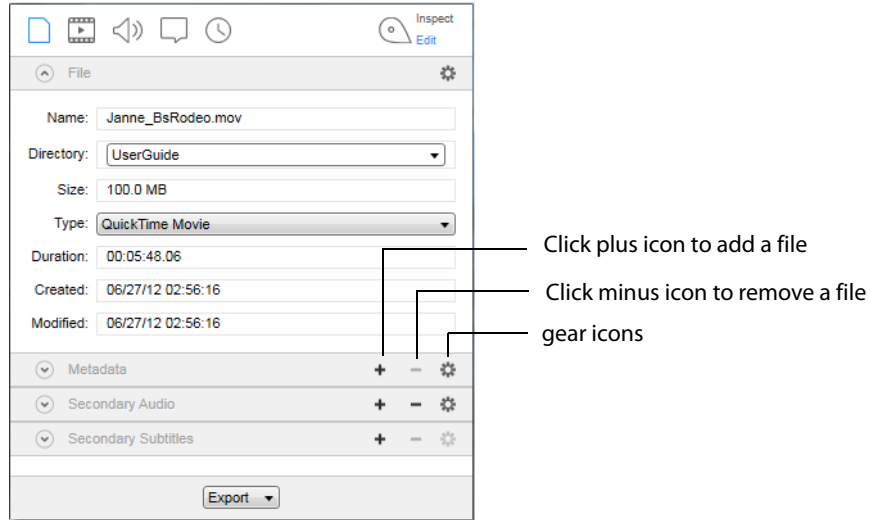 Inspect
Edit
File
Name: Janne_BsRodeo.mov
Directory: UserGuide
Size: 100.0 MB
Type: QuickTime Movie
Duration: 00:05:48.06
Created: 06/27/12 02:56:16
Modified: 06/27/12 02:56:16
Metadata
Secondary Audio
Secondary Subtitles
Export
Click plus icon to add a file
Click minus icon to remove a file
gear icons